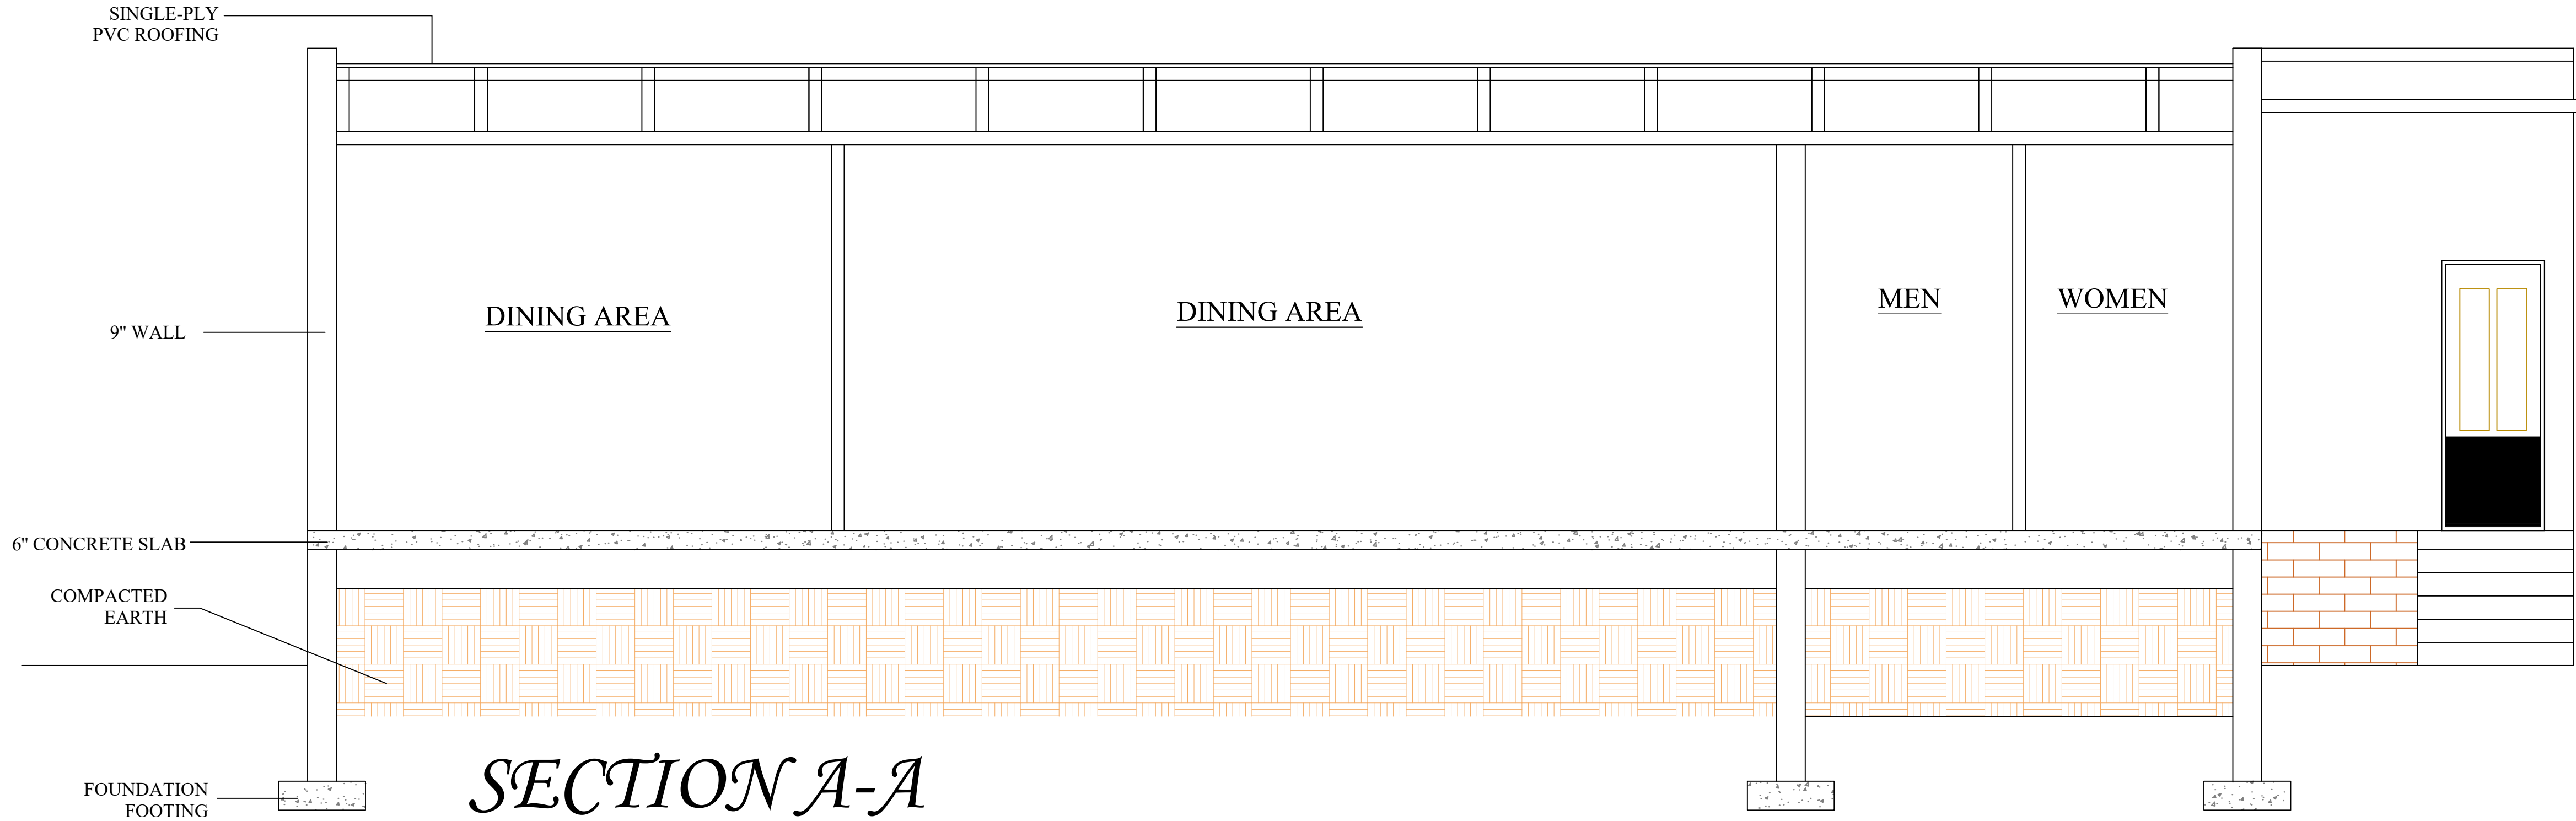 SINGLE-PLY
PVC ROOFING
9" WALL
DINING AREA
DINING AREA
MEN
WOMEN
6" CONCRETE SLAB
COMPACTED
EARTH
FOUNDATION
FOOTING
SECTION A-A